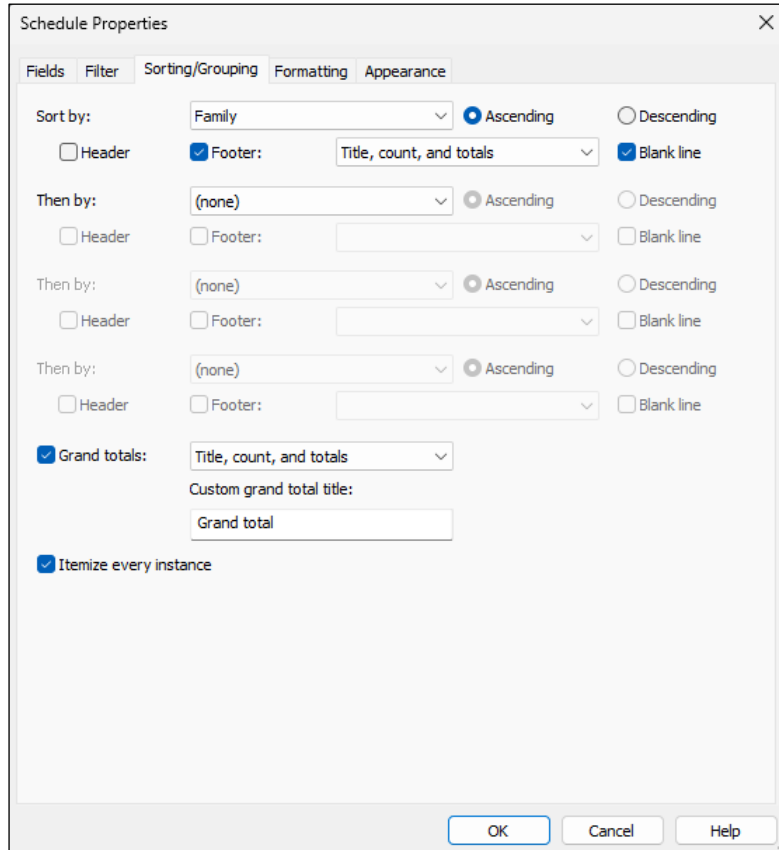 Schedule Properties
Fields Filter Sorting/Grouping Formatting Appearance
Sort by: Family Ascending Descending
Header Footer: Title, count, and totals Blank line
Then by: (none) Ascending Descending
Header Footer: Blank line
Then by: (none) Ascending Descending
Header Footer: Blank line
Then by: (none) Ascending Descending
Header Footer: Blank line
Grand totals: Title, count, and totals
Custom grand total title:
Grand total
Itemize every instance
OK Cancel Help